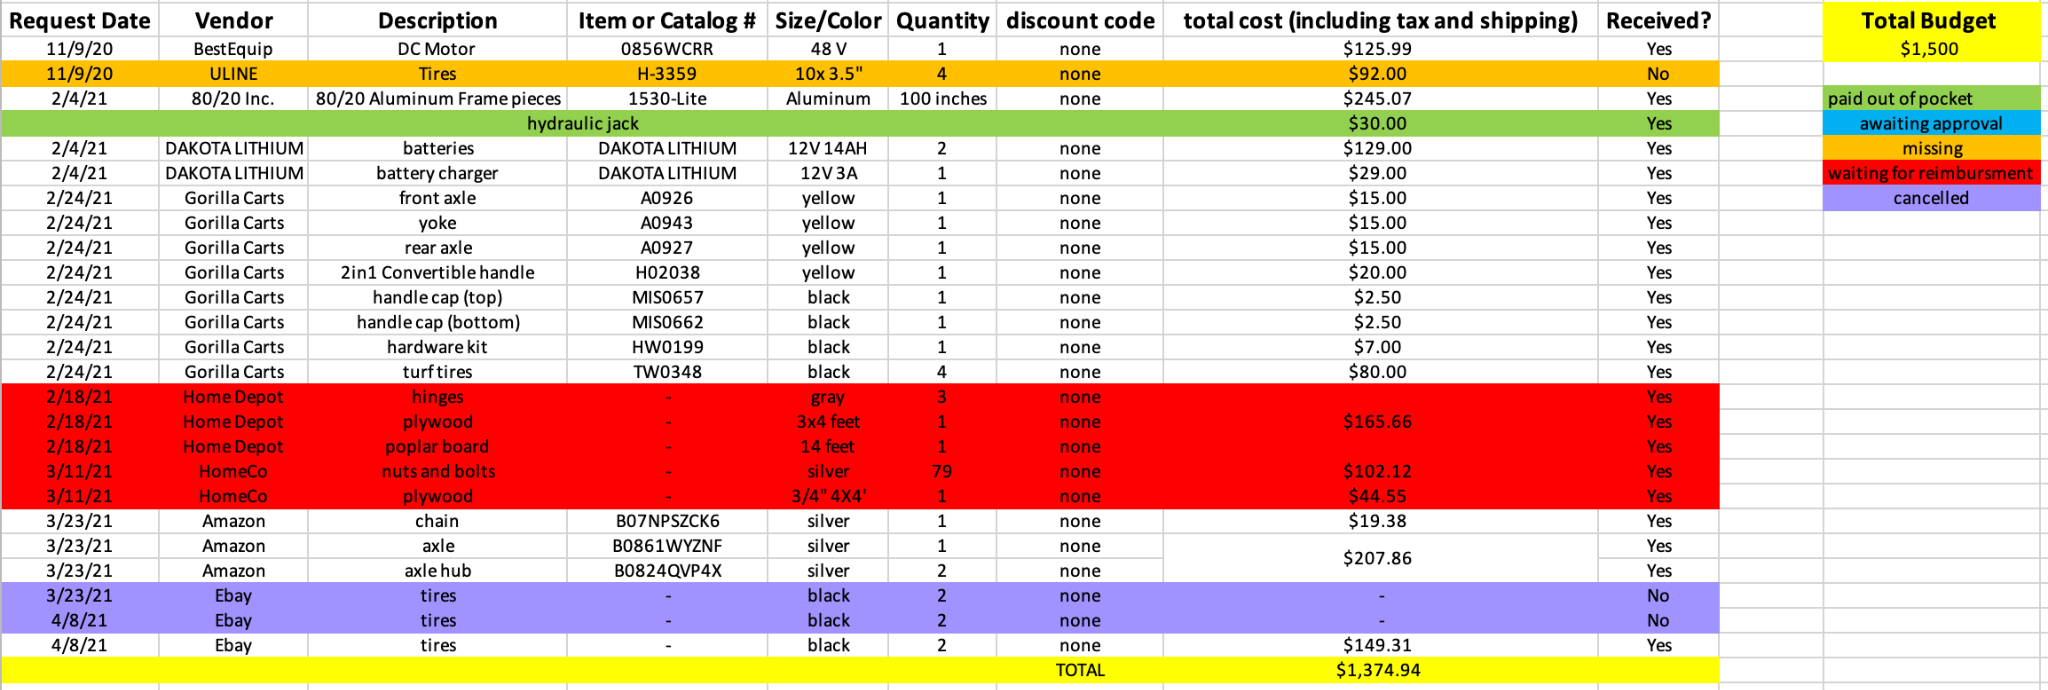 Request Date Vendor Description Item or Catalog # Size/Color Quantity discount code total cost (including tax and shipping) Received? Total Budget
11/9/20 BestEquip DC Motor 0856WCRR 48 V 1 none $125.99 Yes $1,500
11/9/20 ULINE Tires H-3359 10x 3.5" 4 none $92.00 No
2/4/21 80/20 Inc. 80/20 Aluminum Frame pieces 1530-Lite Aluminum 100 inches none $245.07 Yes paid out of pocket
hydraulic jack $30.00 Yes awaiting approval
2/4/21 DAKOTA LITHIUM batteries DAKOTA LITHIUM 12V 14AH 2 none $129.00 Yes missing
2/4/21 DAKOTA LITHIUM battery charger DAKOTA LITHIUM 12V 3A 1 none $29.00 Yes waiting for reimbursment
2/24/21 Gorilla Carts front axle A0926 yellow 1 none $15.00 Yes cancelled
2/24/21 Gorilla Carts yoke A0943 yellow 1 none $15.00 Yes
2/24/21 Gorilla Carts rear axle A0927 yellow 1 none $15.00 Yes
2/24/21 Gorilla Carts 2in1 Convertible handle H02038 yellow 1 none $20.00 Yes
2/24/21 Gorilla Carts handle cap (top) MIS0657 black 1 none $2.50 Yes
2/24/21 Gorilla Carts handle cap (bottom) MIS0662 black 1 none $2.50 Yes
2/24/21 Gorilla Carts hardware kit HW0199 black 1 none $7.00 Yes
2/24/21 Gorilla Carts turf tires TW0348 black 4 none $80.00 Yes
2/18/21 Home Depot hinges - gray 3 none Yes
2/18/21 Home Depot plywood - 3x4 feet 1 none $165.66 Yes
2/18/21 Home Depot poplar board - 14 feet 1 none Yes
3/11/21 HomeCo nuts and bolts - silver 79 none $102.12 Yes
3/11/21 HomeCo plywood - 3/4" 4X4' 1 none $44.55 Yes
3/23/21 Amazon chain B07NPSZCK6 silver 1 none $19.38 Yes
3/23/21 Amazon axle B0861WYZNF silver 1 none $207.86 Yes
3/23/21 Amazon axle hub B0824QVP4X silver 2 none Yes
3/23/21 Ebay tires - black 2 none - No
4/8/21 Ebay tires - black 2 none - No
4/8/21 Ebay tires - black 2 none $149.31 Yes
TOTAL $1,374.94